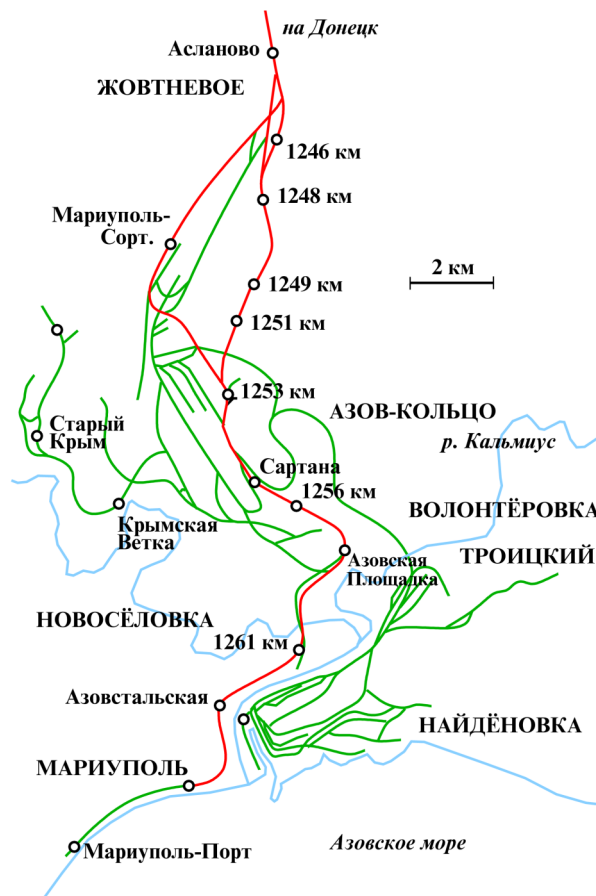 на Донецк
Асланово
ЖОВТНЕВОЕ
1246 км
1248 км
Мариуполь-
Сорт.
2 км
1249 км
1251 км
1253 км
АЗОВ-КОЛЬЦО
Старый
Крым
р. Кальмиус
Сартана
1256 км
ВОЛОНТЁРОВКА
Крымская
Ветка
ТРОИЦКИЙ
Азовская
Площадка
НОВОСЁЛОВКА
1261 км
Азовстальская
НАЙДЁНОВКА
МАРИУПОЛЬ
Мариуполь-Порт
Азовское море